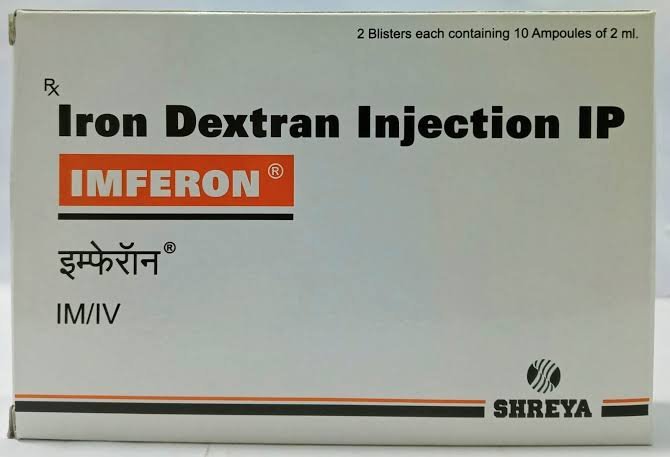 2 Blisters each containing 10 Ampoules of 2 ml.
Rx
Iron Dextran Injection IP
IMFERON®
इम्फेरॉन®
IM/IV
SHREYA